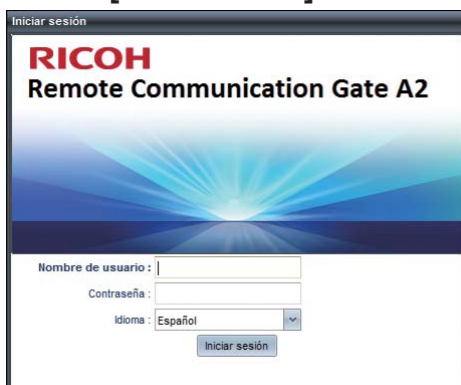 Iniciar sesión
RICOH
Remote Communication Gate A2
Nombre de usuario :
Contraseña :
Idioma : Español
Iniciar sesión